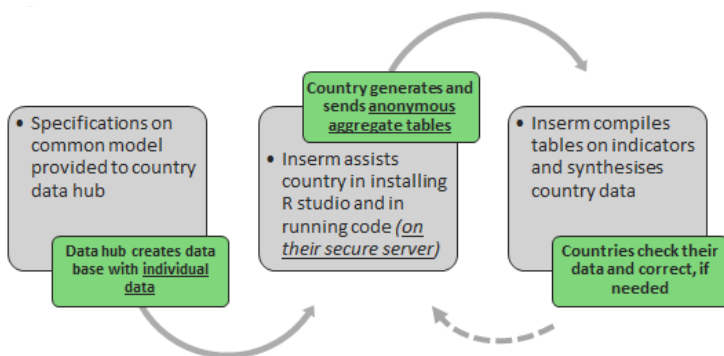 • Specifications on
common model
provided to country
data hub
Data hub creates data
base with individual
data
Country generates and
sends anonymous
aggregate tables
• Inserm assists
country in installing
R studio and in
running code (on
their secure server)
• Inserm compiles
tables on indicators
and synthesises
country data
Countries check their
data and correct, if
needed